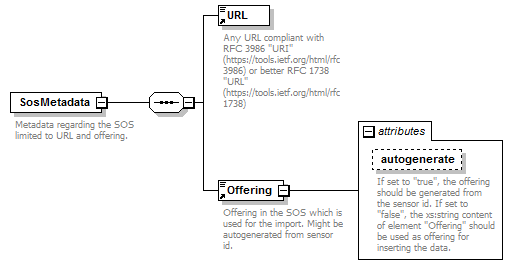 URL
Any URL compliant with
RFC 3986 "URI"
(https://tools.ietf.org/html/rfc
3986) or better RFC 1738
"URL"
(https://tools.ietf.org/html/rfc
1738)
SosMetadata
Metadata regarding the SOS
limited to URL and offering.
attributes
autogenerate
If set to "true", the offering
should be generated from
the sensor id. If set to
"false", the xs:string content
of element "Offering" should
be used as offering for
inserting the data.
Offering
Offering in the SOS which is
used for the import. Might be
autogenerated from sensor
id.